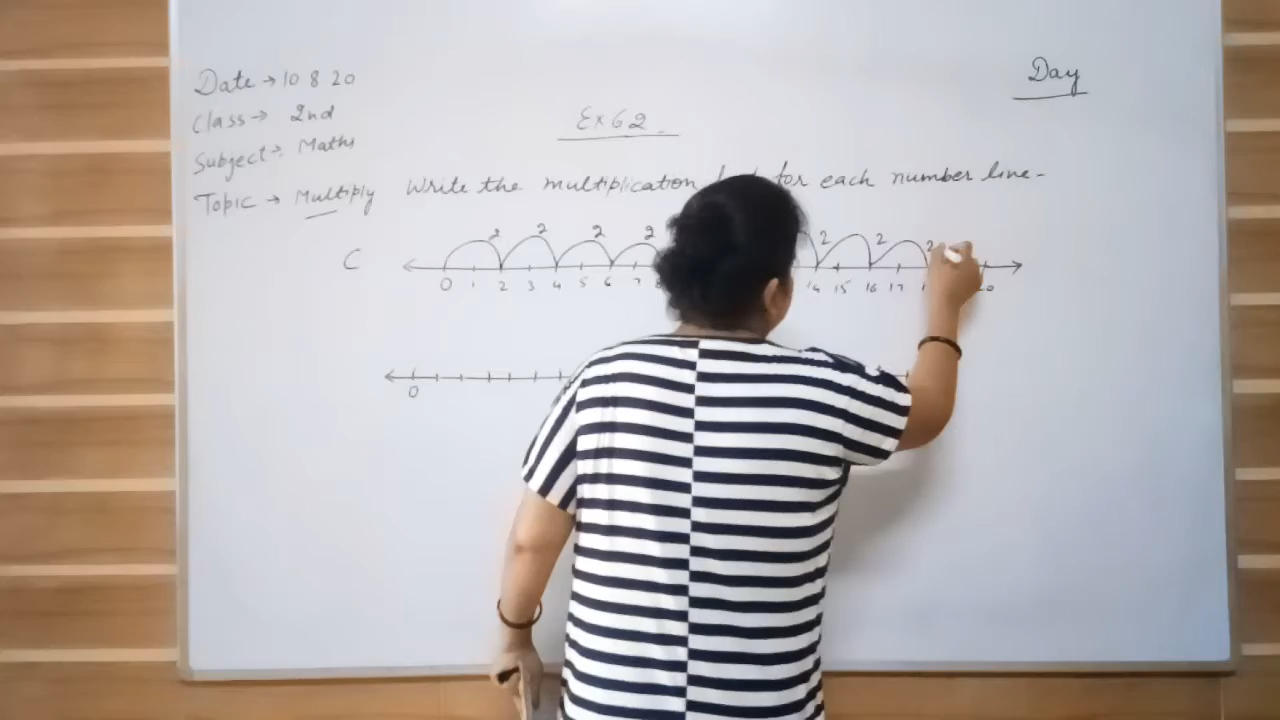 Date → 10 8 20
Day
Class → 2nd
Ex 6 2
Subject → Maths
Topic → Multiply
Write the multiplication for each number line.
C
2 2 2 2 2 2 2
0 1 2 3 4 5 6 7 14 15 16 17 20
0